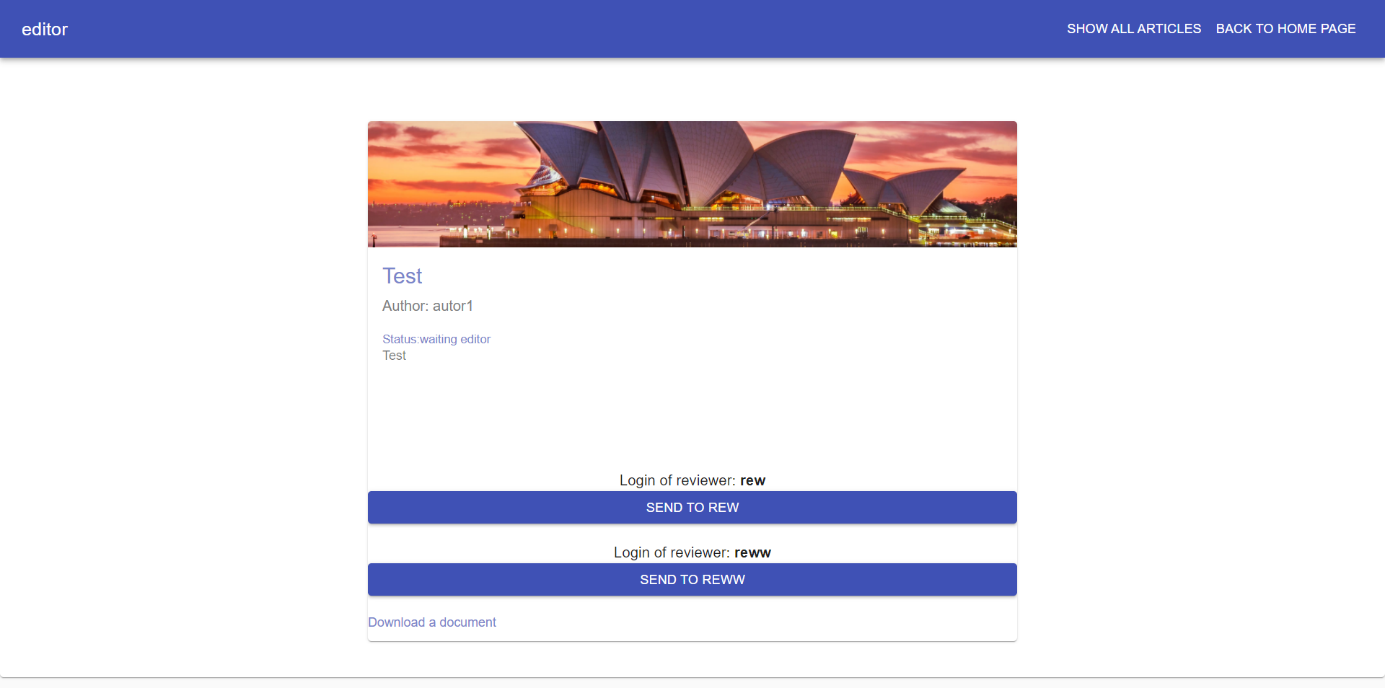 editor
SHOW ALL ARTICLES BACK TO HOME PAGE
Test
Author: autor1
Status:waiting editor
Test
Login of reviewer: rew
SEND TO REW
Login of reviewer: reww
SEND TO REWW
Download a document